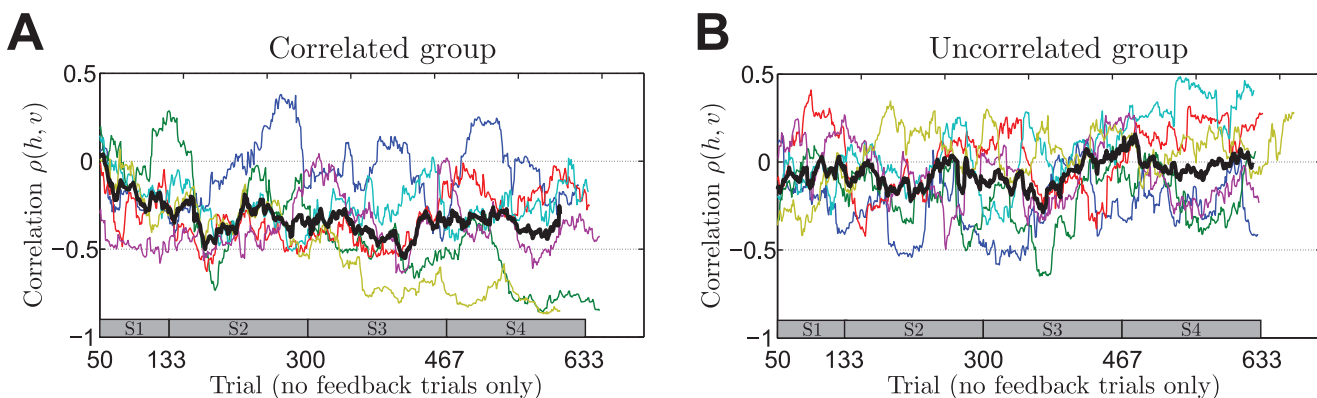 A
Correlated group
Correlation ρ(h, v)
0.5
0
−0.5
−1
S1 S2 S3 S4
50 133 300 467 633
Trial (no feedback trials only)
B
Uncorrelated group
Correlation ρ(h, v)
0.5
0
−0.5
−1
S1 S2 S3 S4
50 133 300 467 633
Trial (no feedback trials only)